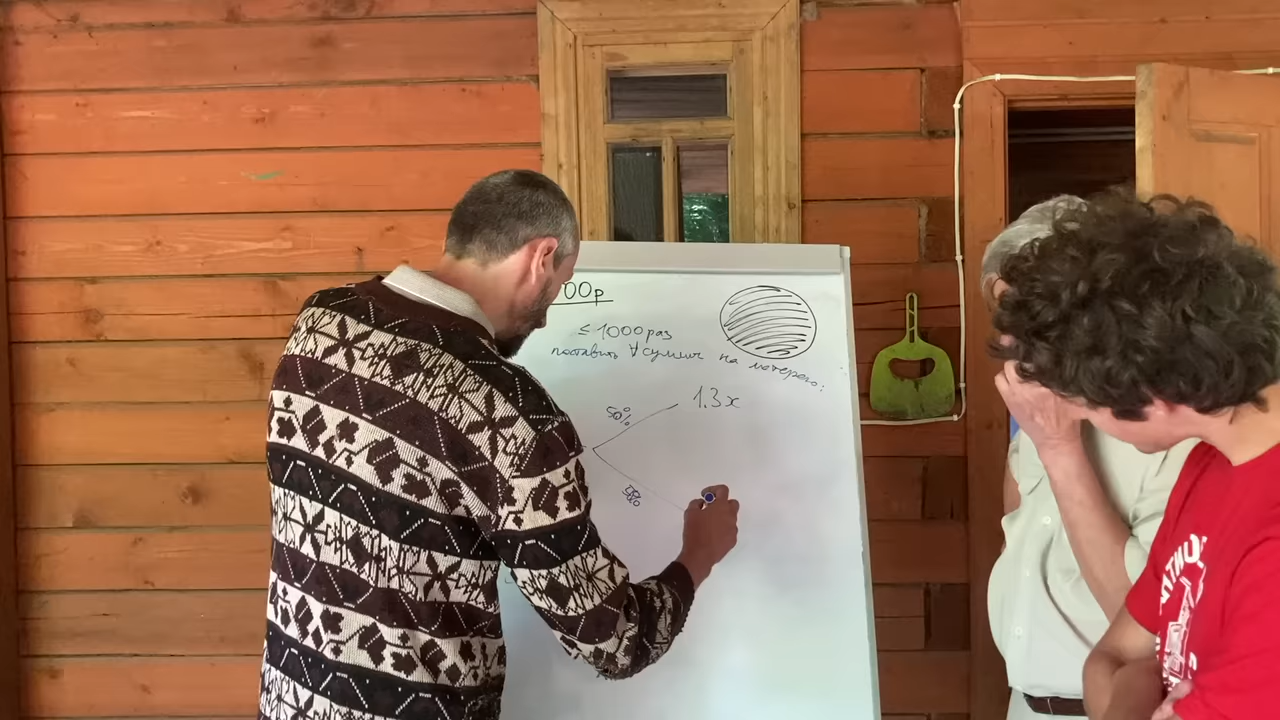 00р
≤ 1000 раз
поставить ∀ сумму на лотерею:
50%
1.3x
50%